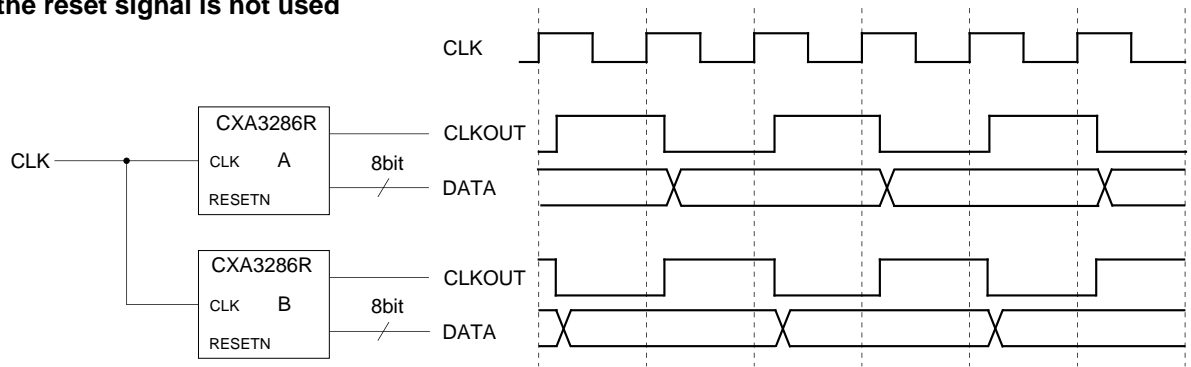 the reset signal is not used
CLK
CXA3286R
CLKOUT
CLK
CLK A
8bit
DATA
RESETN
CXA3286R
CLKOUT
CLK B
8bit
DATA
RESETN